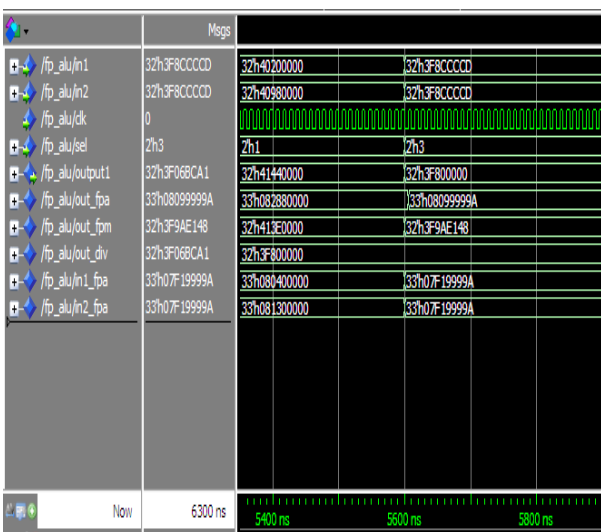 Msgs
/fp_alu/in1 32'h3F8CCCCD 32'h40200000 32'h3F8CCCCD
/fp_alu/in2 32'h3F8CCCCD 32'h40980000 32'h3F8CCCCD
/fp_alu/clk 0
/fp_alu/sel 2'h3 2'h1 2'h3
/fp_alu/output1 32'h3F06BCA1 32'h41440000 32'h3F800000
/fp_alu/out_fpa 33'h08099999A 33'h082880000 33'h08099999A
/fp_alu/out_fpm 32'h3F9AE148 32'h413E0000 32'h3F9AE148
/fp_alu/out_div 32'h3F06BCA1 32'h3F800000
/fp_alu/in1_fpa 33'h07F19999A 33'h080400000 33'h07F19999A
/fp_alu/in2_fpa 33'h07F19999A 33'h081300000 33'h07F19999A
Now 6300 ns 5400 ns 5600 ns 5800 ns